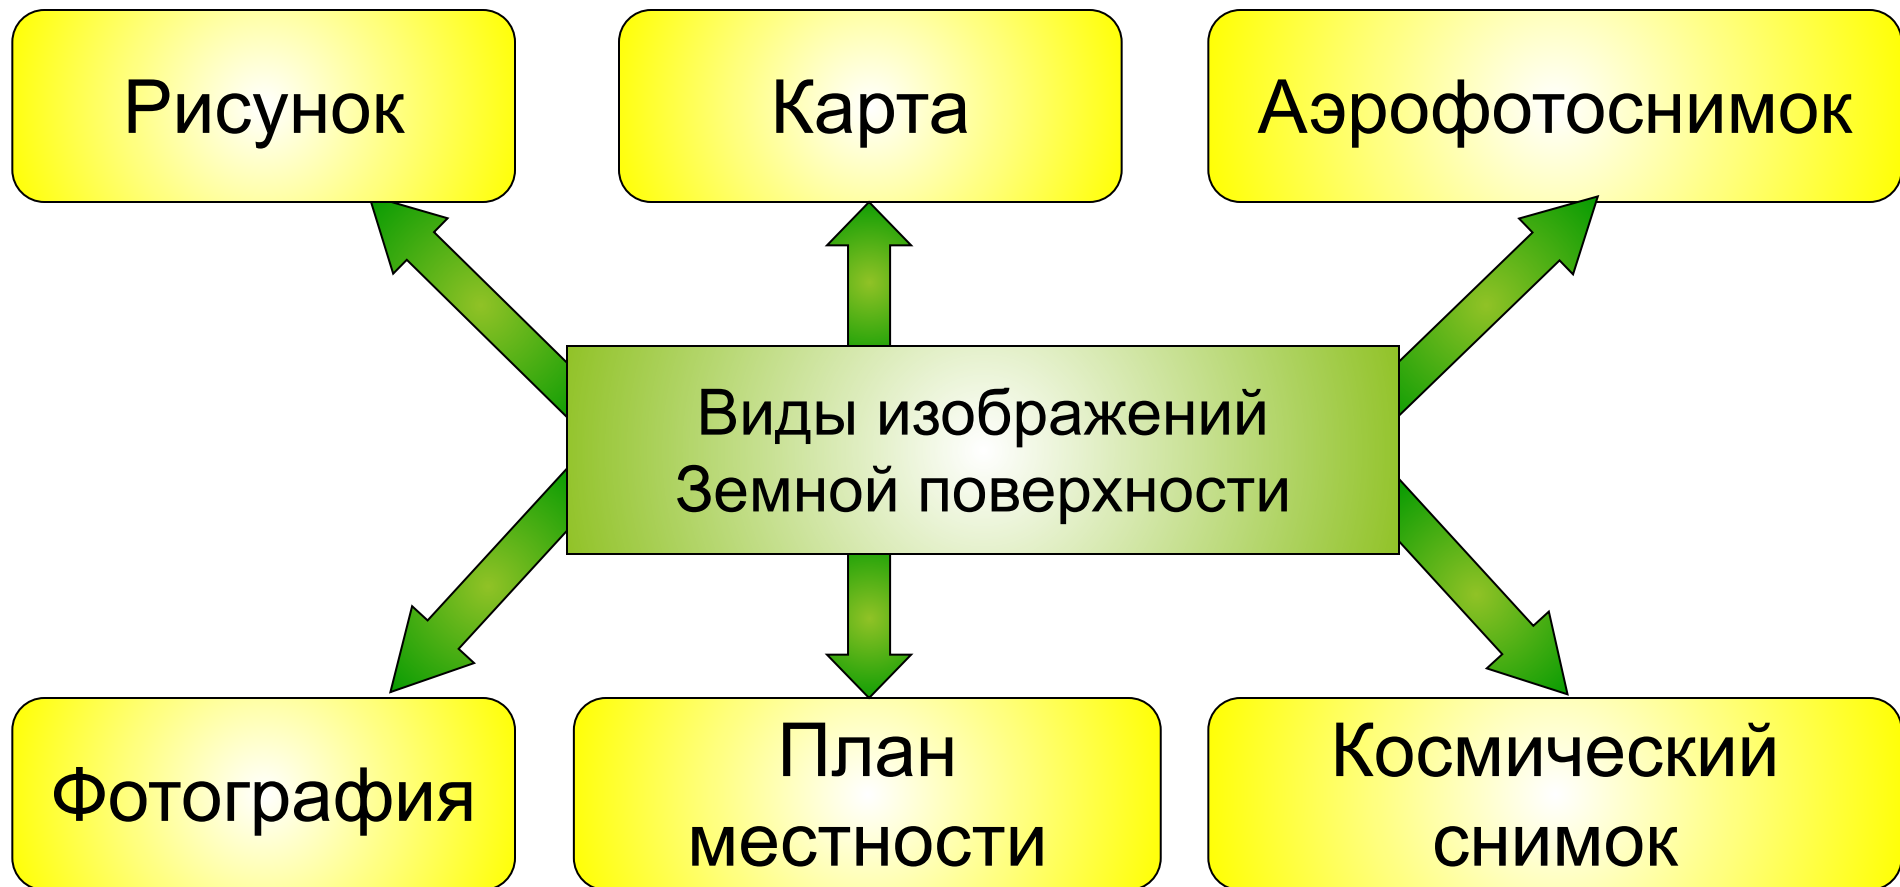 Рисунок
Карта
Аэрофотоснимок
Виды изображений
Земной поверхности
Фотография
План
местности
Космический
снимок